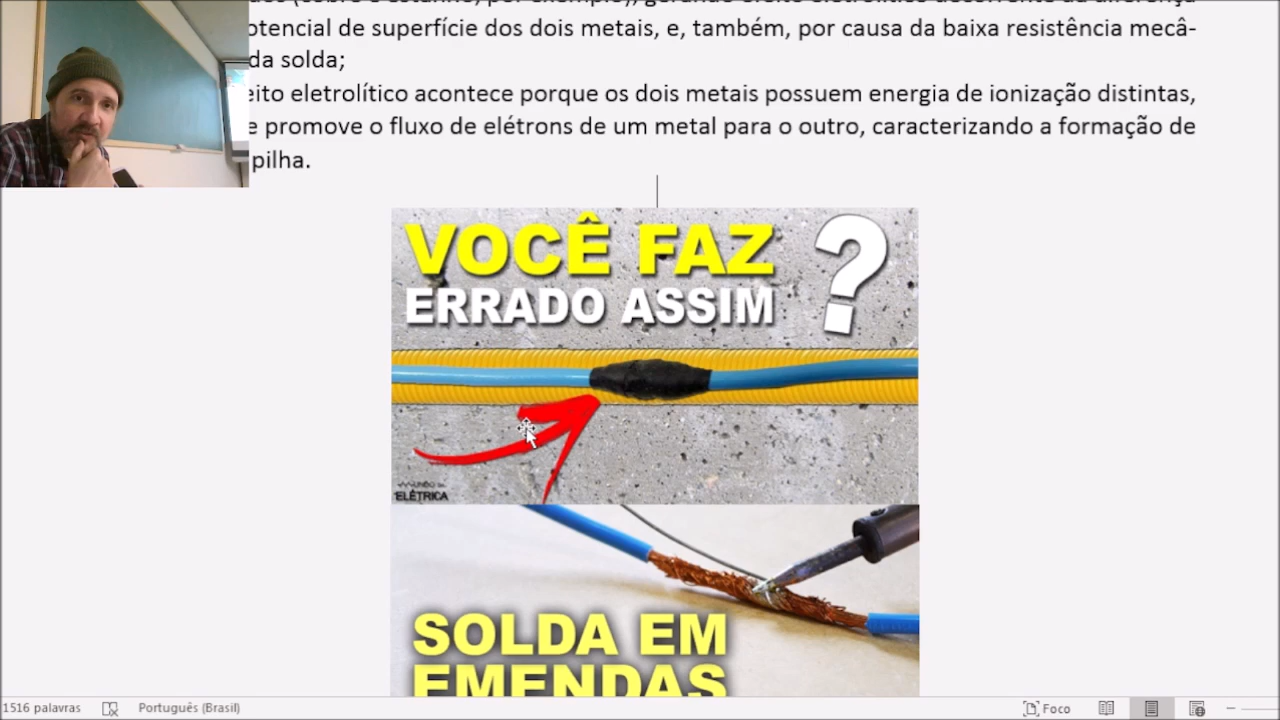 potencial de superfície dos dois metais, e, também, por causa da baixa resistência mecâ-
da solda;
eito eletrolítico acontece porque os dois metais possuem energia de ionização distintas,
e promove o fluxo de elétrons de um metal para o outro, caracterizando a formação de
pilha.
VOCÊ FAZ
ERRADO ASSIM ?
ELÉTRICA
SOLDA EM
EMENDAS
1516 palavras
Português (Brasil)
Foco